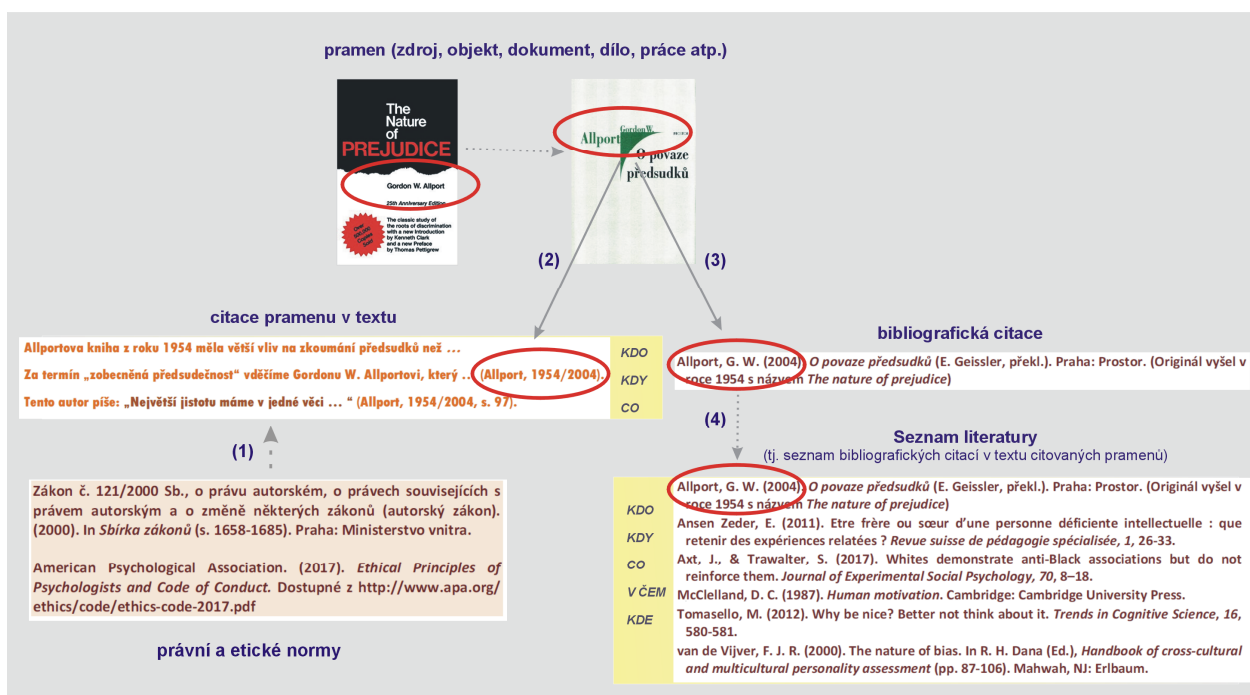 pramen (zdroj, objekt, dokument, dílo, práce atp.)
The
Nature
of
PREJUDICE
Gordon W. Allport
25th Anniversary Edition
Over
Copies
Sold!
The classic study of
the roots of discrimination
with a new Introduction
by Kenneth Clark
and a new Preface
by Thomas Pettigrew
Gordon W.
Allport
O povaze
předsudků
(2)
(3)
citace pramenu v textu
Allportova kniha z roku 1954 měla větší vliv na zkoumání předsudků než ...
Za termín „zobecněná předsudečnost“ vděčíme Gordonu W. Allportovi, který ... (Allport, 1954/2004).
Tento autor píše: „Největší jistotu máme v jedné věci ... “ (Allport, 1954/2004, s. 97).
KDO
KDY
CO
(1)
Zákon č. 121/2000 Sb., o právu autorském, o právech souvisejících s
právem autorským a o změně některých zákonů (autorský zákon).
(2000). In Sbírka zákonů (s. 1658-1685). Praha: Ministerstvo vnitra.
American Psychological Association. (2017). Ethical Principles of
Psychologists and Code of Conduct. Dostupné z http://www.apa.org/
ethics/code/ethics-code-2017.pdf
právní a etické normy
bibliografická citace
Allport, G. W. (2004). O povaze předsudků (E. Geissler, překl.). Praha: Prostor. (Originál vyšel v
roce 1954 s názvem The nature of prejudice)
(4)
Seznam literatury
(tj. seznam bibliografických citací v textu citovaných pramenů)
KDO
KDY
CO
V ČEM
KDE
Allport, G. W. (2004). O povaze předsudků (E. Geissler, překl.). Praha: Prostor. (Originál vyšel v
roce 1954 s názvem The nature of prejudice)
Ansen Zeder, E. (2011). Etre frère ou sœur d’une personne déficiente intellectuelle : que
retenir des expériences relatées ? Revue suisse de pédagogie spécialisée, 1, 26-33.
Axt, J., & Trawalter, S. (2017). Whites demonstrate anti-Black associations but do not
reinforce them. Journal of Experimental Social Psychology, 70, 8–18.
McClelland, D. C. (1987). Human motivation. Cambridge: Cambridge University Press.
Tomasello, M. (2012). Why be nice? Better not think about it. Trends in Cognitive Science, 16,
580-581.
van de Vijver, F. J. R. (2000). The nature of bias. In R. H. Dana (Ed.), Handbook of cross-cultural
and multicultural personality assessment (pp. 87-106). Mahwah, NJ: Erlbaum.